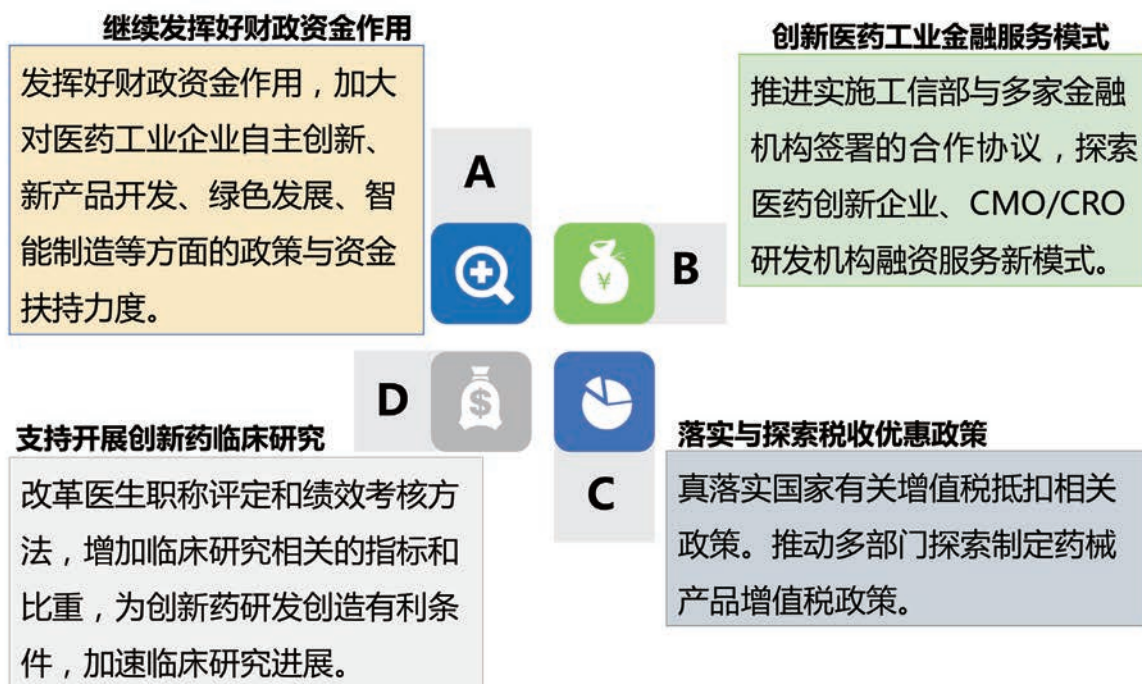 继续发挥好财政资金作用
发挥好财政资金作用，加大
对医药工业企业自主创新、
新产品开发、绿色发展、智
能制造等方面的政策与资金
扶持力度。
A
创新医药工业金融服务模式
推进实施工信部与多家金融
机构签署的合作协议，探索
医药创新企业、CMO/CRO
研发机构融资服务新模式。
¥
B
D
$
支持开展创新药临床研究
改革医生职称评定和绩效考核方
法，增加临床研究相关的指标和
比重，为创新药研发创造有利条
件，加速临床研究进展。
C
落实与探索税收优惠政策
真落实国家有关增值税抵扣相关
政策。推动多部门探索制定药械
产品增值税政策。